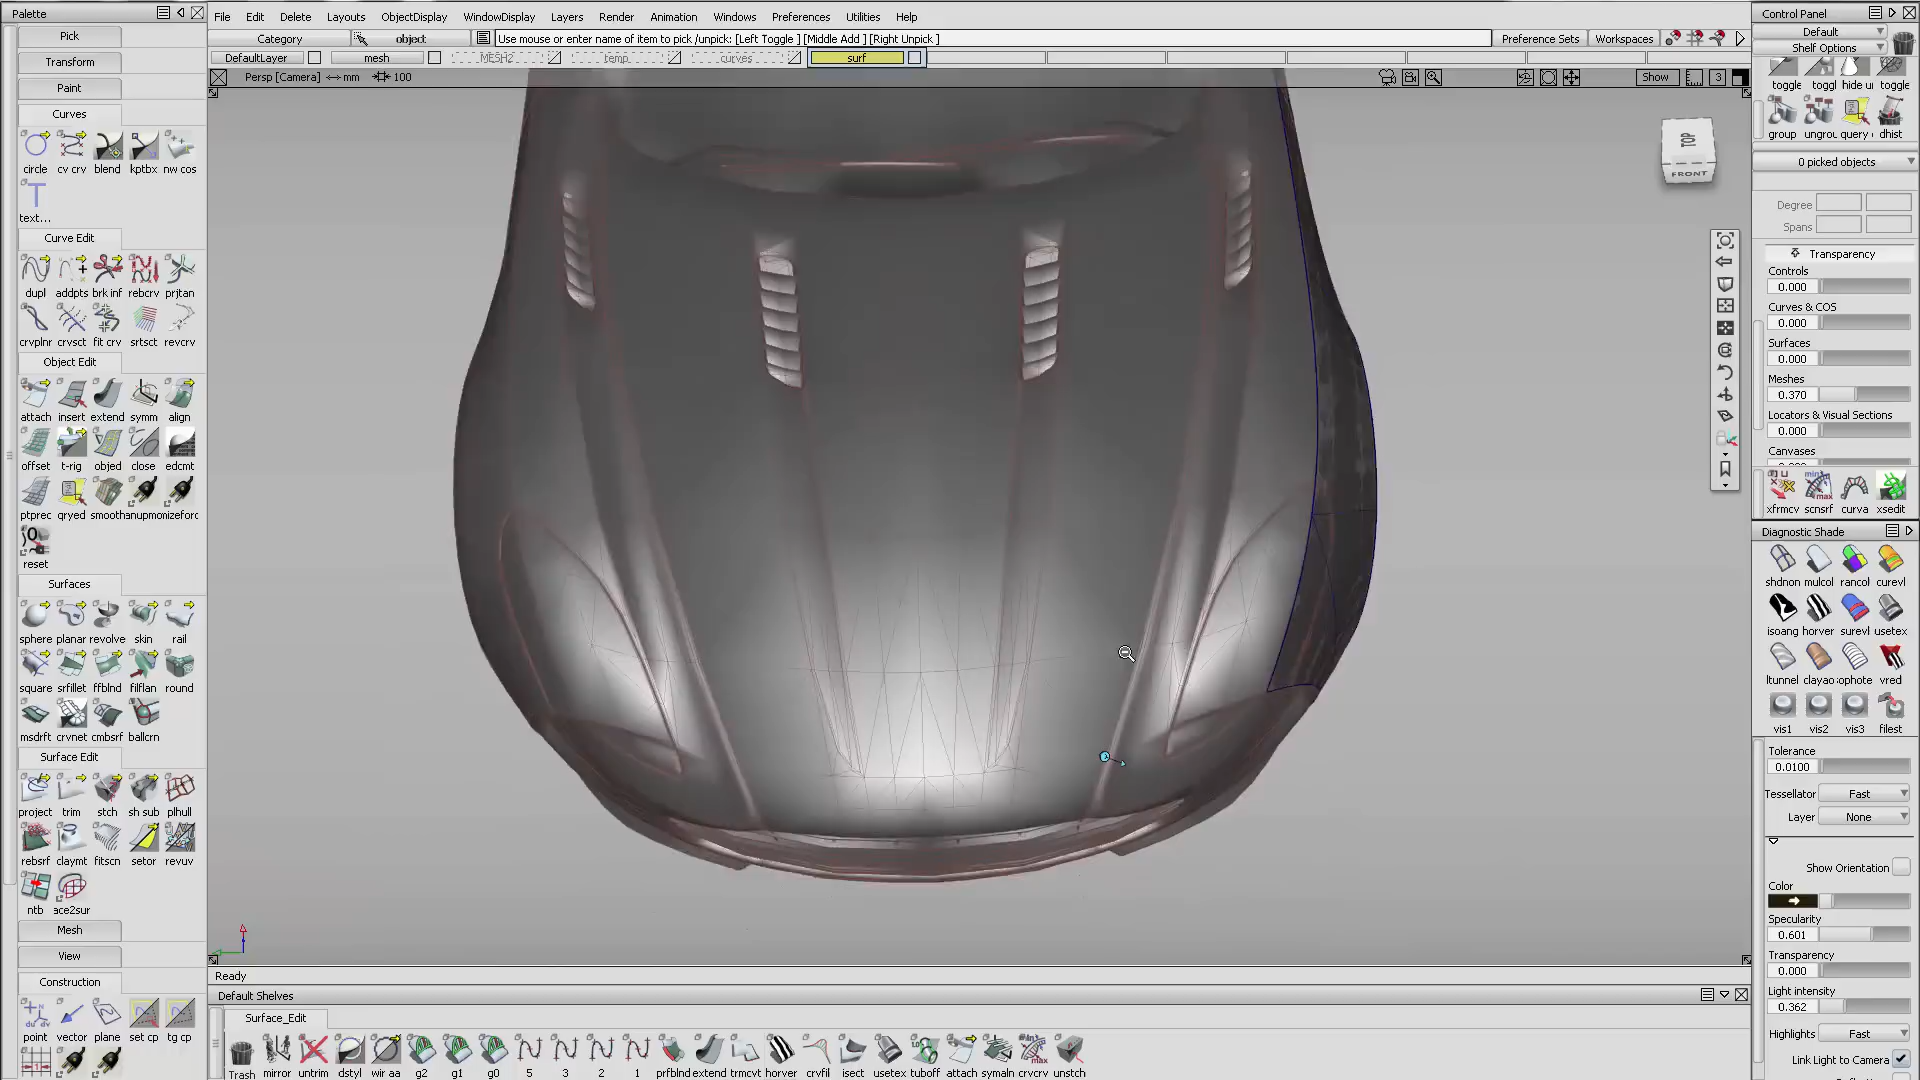 Palette
File Edit Delete Layouts ObjectDisplay WindowDisplay Layers Render Animation Windows Preferences Utilities Help
Control Panel
Category object Use mouse or enter name of item to pick /unpick: [Left Toggle ] [Middle Add ] [Right Unpick ] Preference Sets Workspaces
Default
Shelf Options
DefaultLayer mesh MESH2 temp curves surf
Persp [Camera] mm 100 Show 3
Pick
Transform
Paint
Curves
circle cv crv blend kptbx nw cos
text...
Curve Edit
dupl addpts brk inf rebcrv prjtan
crvplnr crvsct fit crv srtsct revcrv
Object Edit
attach insert extend symm align
offset t-rig objed close edcmt
ptprec qryed smooth
reset
Surfaces
sphere planar revolve skin rail
square srfillet ffblnd filflan round
msdrft crvnet cmbsrf ballcrn
Surface Edit
project trim stch sh sub plhull
rebsrf claymt fitscn setor revuv
ntb ace2sur
Mesh
View
Construction
point vector plane set cp tg cp
TOP
FRONT
toggle toggl hide u toggle
group ungrou query dhist
0 picked objects
Degree
Spans
Transparency
Controls
0.000
Curves & COS
0.000
Surfaces
0.000
Meshes
0.370
Locators & Visual Sections
0.000
Canvases
xfrmcv scnsrf curva xsedit
Diagnostic Shade
shdnon mulcol rancol curevl
isoang horver surevl usetex
ltunnel clayao ophote vred
vis1 vis2 vis3 filest
Tolerance
0.0100
Tessellator Fast
Layer None
Show Orientation
Color
Specularity
0.601
Transparency
0.000
Light intensity
0.362
Highlights Fast
Link Light to Camera
Ready
Default Shelves
Surface_Edit
Trash mirror untrim dstyl wir aa g2 g1 g0 5 3 2 1 prfblnd extend trmcvt horver crvfil isect usetex tuboff attach symaln crvcrv unstch